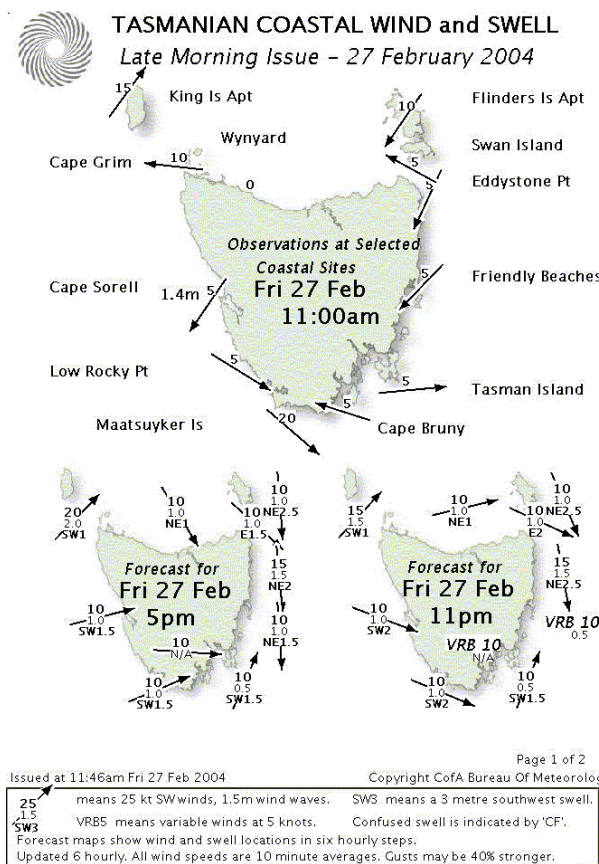 TASMANIAN COASTAL WIND and SWELL
Late Morning Issue - 27 February 2004
15
King Is Apt
10
Flinders Is Apt
Wynyard
Swan Island
Cape Grim
10
0
5
5
Eddystone Pt
Observations at Selected
Coastal Sites
Fri 27 Feb
11:00am
Cape Sorell
1.4m
5
5
Friendly Beaches
Low Rocky Pt
5
5
Tasman Island
Maatsuyker Is
20
5
Cape Bruny
20
2.0
SW1
10
1.0
NE1
10
1.0
E1.5
10
1.0
NE2.5
Forecast for
Fri 27 Feb
5pm
15
1.5
NE2
10
1.0
SW1.5
10
N/A
10
1.0
NE1.5
10
1.0
SW1.5
10
0.5
SW1.5
15
1.5
SW1
10
1.0
NE1
10
1.0
E2
10
1.0
NE2.5
Forecast for
Fri 27 Feb
11pm
15
1.5
NE2.5
10
1.0
SW2
VRB 10
N/A
VRB 10
0.5
10
1.0
SW2
10
0.5
SW1.5
Page 1 of 2
Issued at 11:46am Fri 27 Feb 2004
Copyright CofA Bureau Of Meteorolog
25
1.5
SW3
means 25 kt SW winds, 1.5m wind waves.
SW3 means a 3 metre southwest swell.
VRB5 means variable winds at 5 knots.
Confused swell is indicated by 'CF'.
Forecast maps show wind and swell locations in six hourly steps.
Updated 6 hourly. All wind speeds are 10 minute averages. Gusts may be 40% stronger.